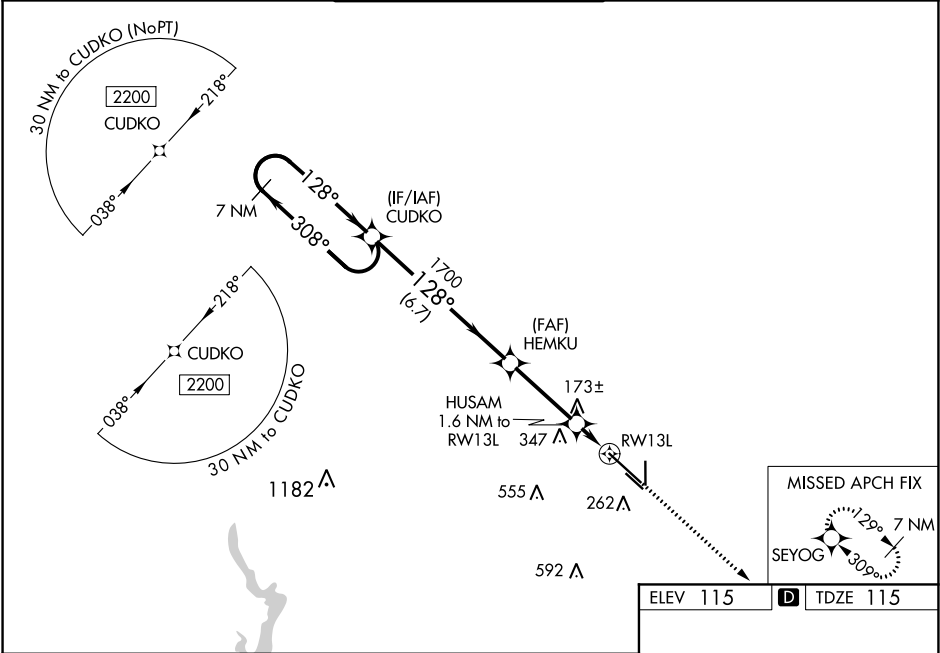 30 NM to CUDKO (NoPT)
2200
CUDKO
218°
038°
7 NM
128°
308°
(IF/IAF)
CUDKO
1700
128°
(6.7)
(FAF)
HEMKU
218°
CUDKO
2200
038°
30 NM to CUDKO
HUSAM
1.6 NM to
RW13L
173±
347
RW13L
1182
555
262
592
MISSED APCH FIX
129°
7 NM
SEYOG
309°
ELEV 115
D
TDZE 115